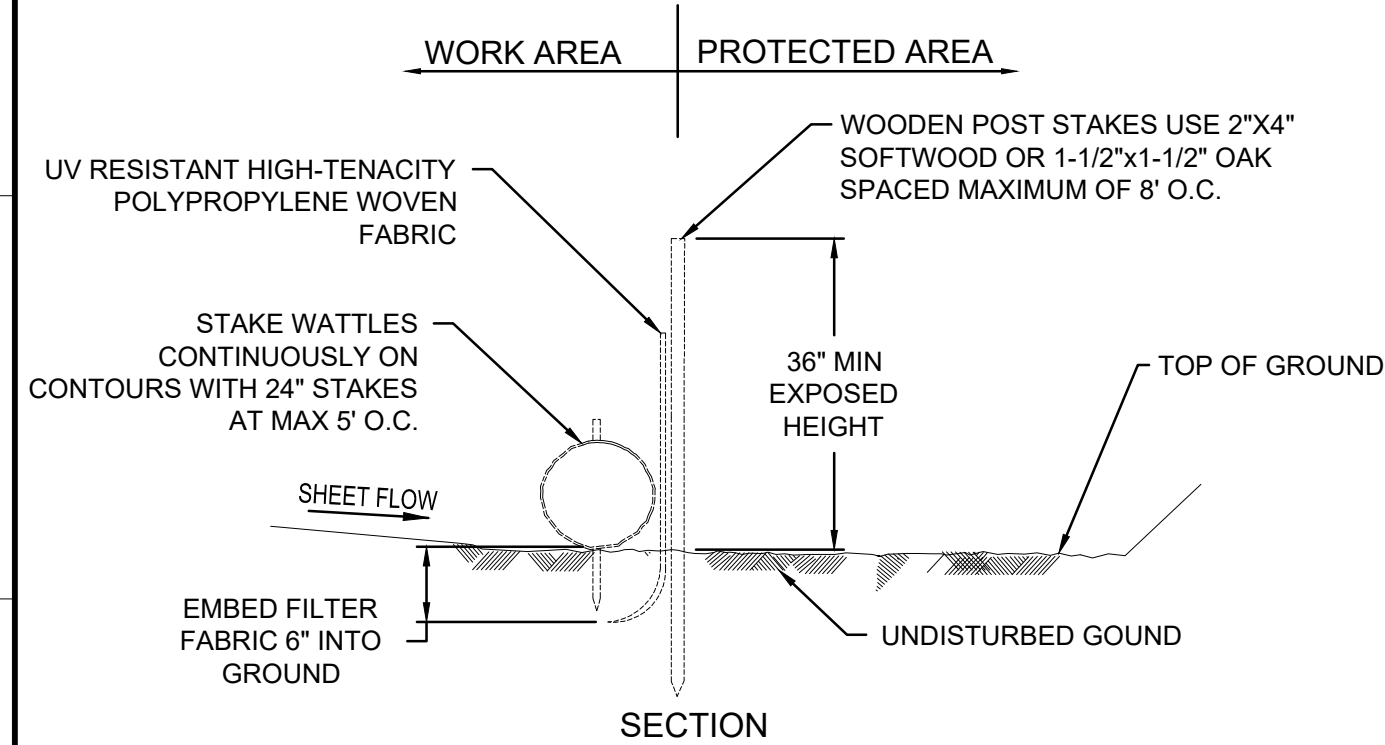 WORK AREA
PROTECTED AREA
WOODEN POST STAKES USE 2"X4"
SOFTWOOD OR 1-1/2"x1-1/2" OAK
SPACED MAXIMUM OF 8' O.C.
UV RESISTANT HIGH-TENACITY
POLYPROPYLENE WOVEN
FABRIC
STAKE WATTLES
CONTINUOUSLY ON
CONTOURS WITH 24" STAKES
AT MAX 5' O.C.
36" MIN
EXPOSED
HEIGHT
TOP OF GROUND
SHEET FLOW
EMBED FILTER
FABRIC 6" INTO
GROUND
UNDISTURBED GOUND
SECTION